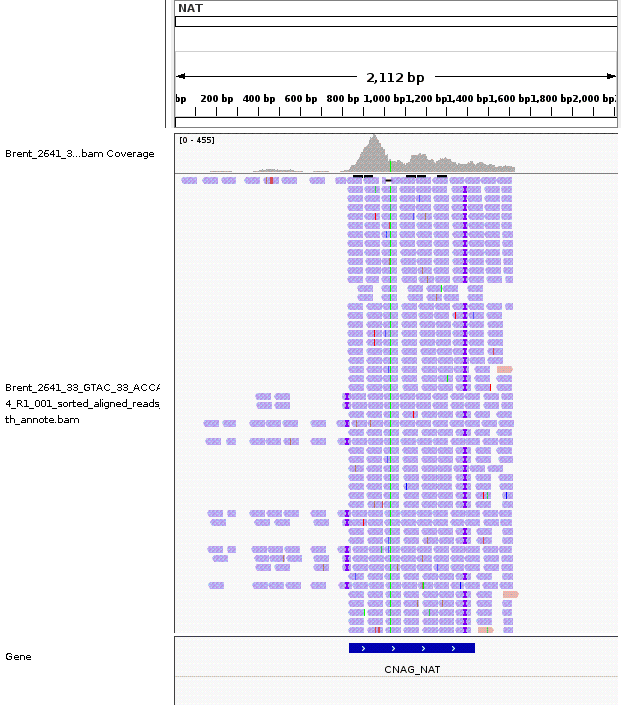 NAT
2,112 bp
bp 200 bp 400 bp 600 bp 800 bp 1,000 bp 1,200 bp 1,400 bp 1,600 bp 1,800 bp 2,000 bp
[0 - 455]
Brent_2641_3...bam Coverage
Brent_2641_33_GTAC_33_ACCA
4_R1_001_sorted_aligned_reads_
th_annote.bam
Gene
CNAG_NAT